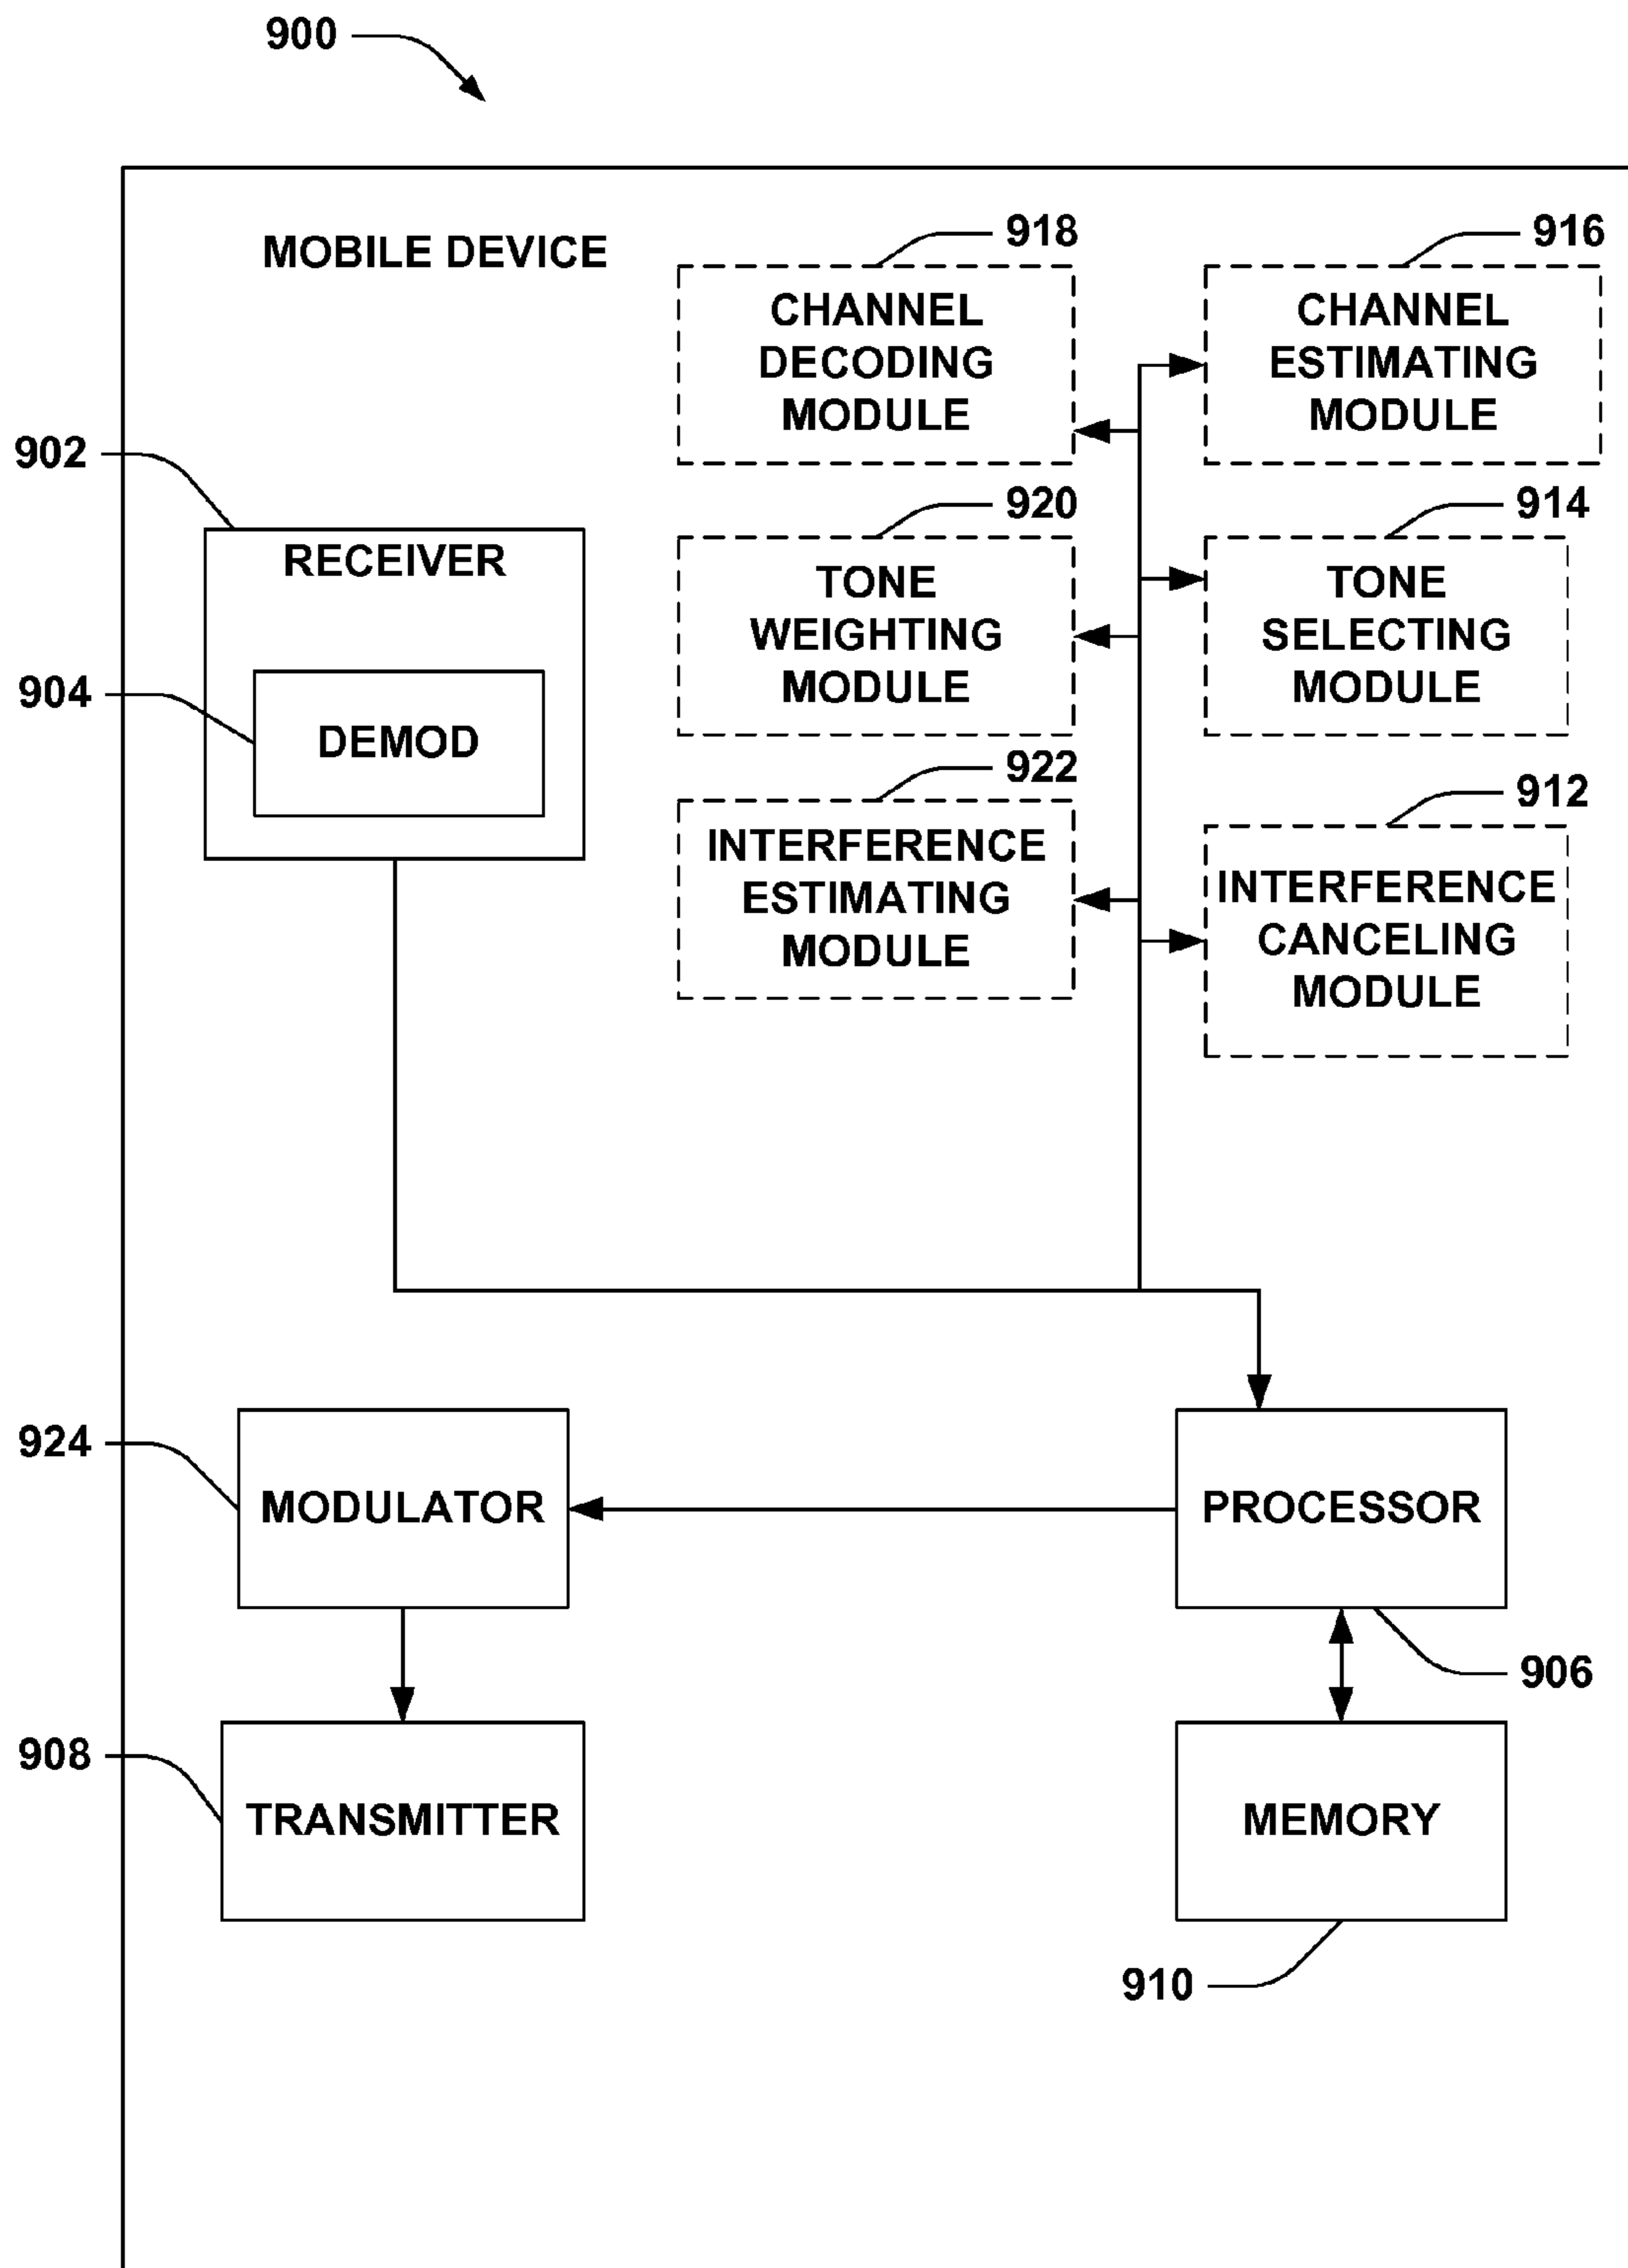 900
MOBILE DEVICE
918
CHANNEL
DECODING
MODULE
916
CHANNEL
ESTIMATING
MODULE
902
RECEIVER
904
DEMOD
920
TONE
WEIGHTING
MODULE
914
TONE
SELECTING
MODULE
922
INTERFERENCE
ESTIMATING
MODULE
912
INTERFERENCE
CANCELING
MODULE
924
MODULATOR
PROCESSOR
906
908
TRANSMITTER
MEMORY
910